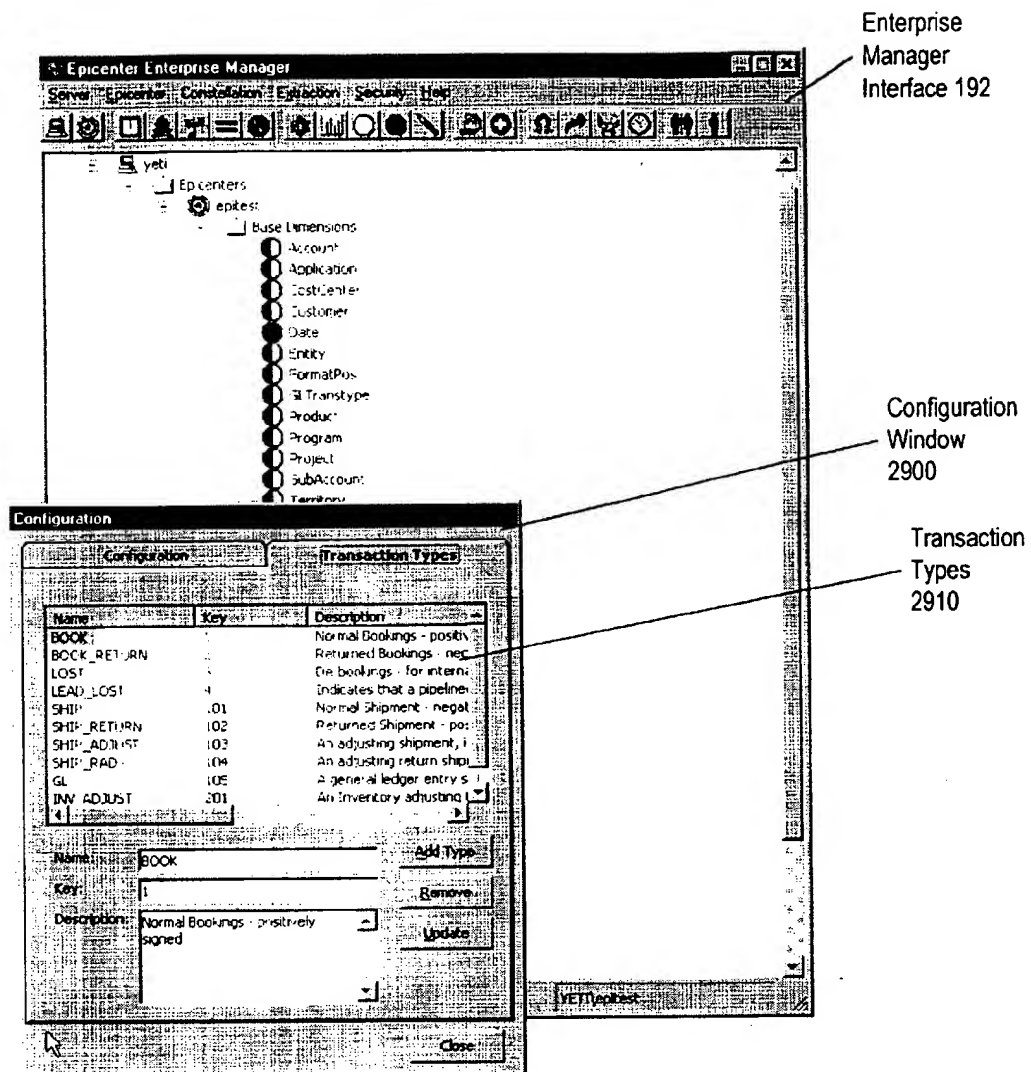 Enterprise
Manager
Interface 192
Epicenter Enterprise Manager
Server Epicenter Constellation Extraction Security Help
yeti
Epicenters
epitest
Base Dimensions
Account
Application
CostCenter
Customer
Date
Entity
FormatPos
GLTranstype
Product
Program
Project
SubAccount
Territory
Configuration
Window
2900
Transaction
Types
2910
Configuration
Configuration Transaction Types
Name Key Description
BOOK Normal Bookings - positiv
BOOK_RETURN Returned Bookings - neg
LOST De bookings - for interna
LEAD_LOST 4 Indicates that a pipeline
SHIP 101 Normal Shipment - negat
SHIP_RETURN 102 Returned Shipment - pos
SHIP_ADJUST 103 An adjusting shipment, i
104 An adjusting return ship
GL 105 A general ledger entry s
INV_ADJUST 201 An Inventory adjusting
Name: BOOK
Add Type
Key: 1
Remove
Description: Normal Bookings - positively
signed
Update
YETI\epitest
Close